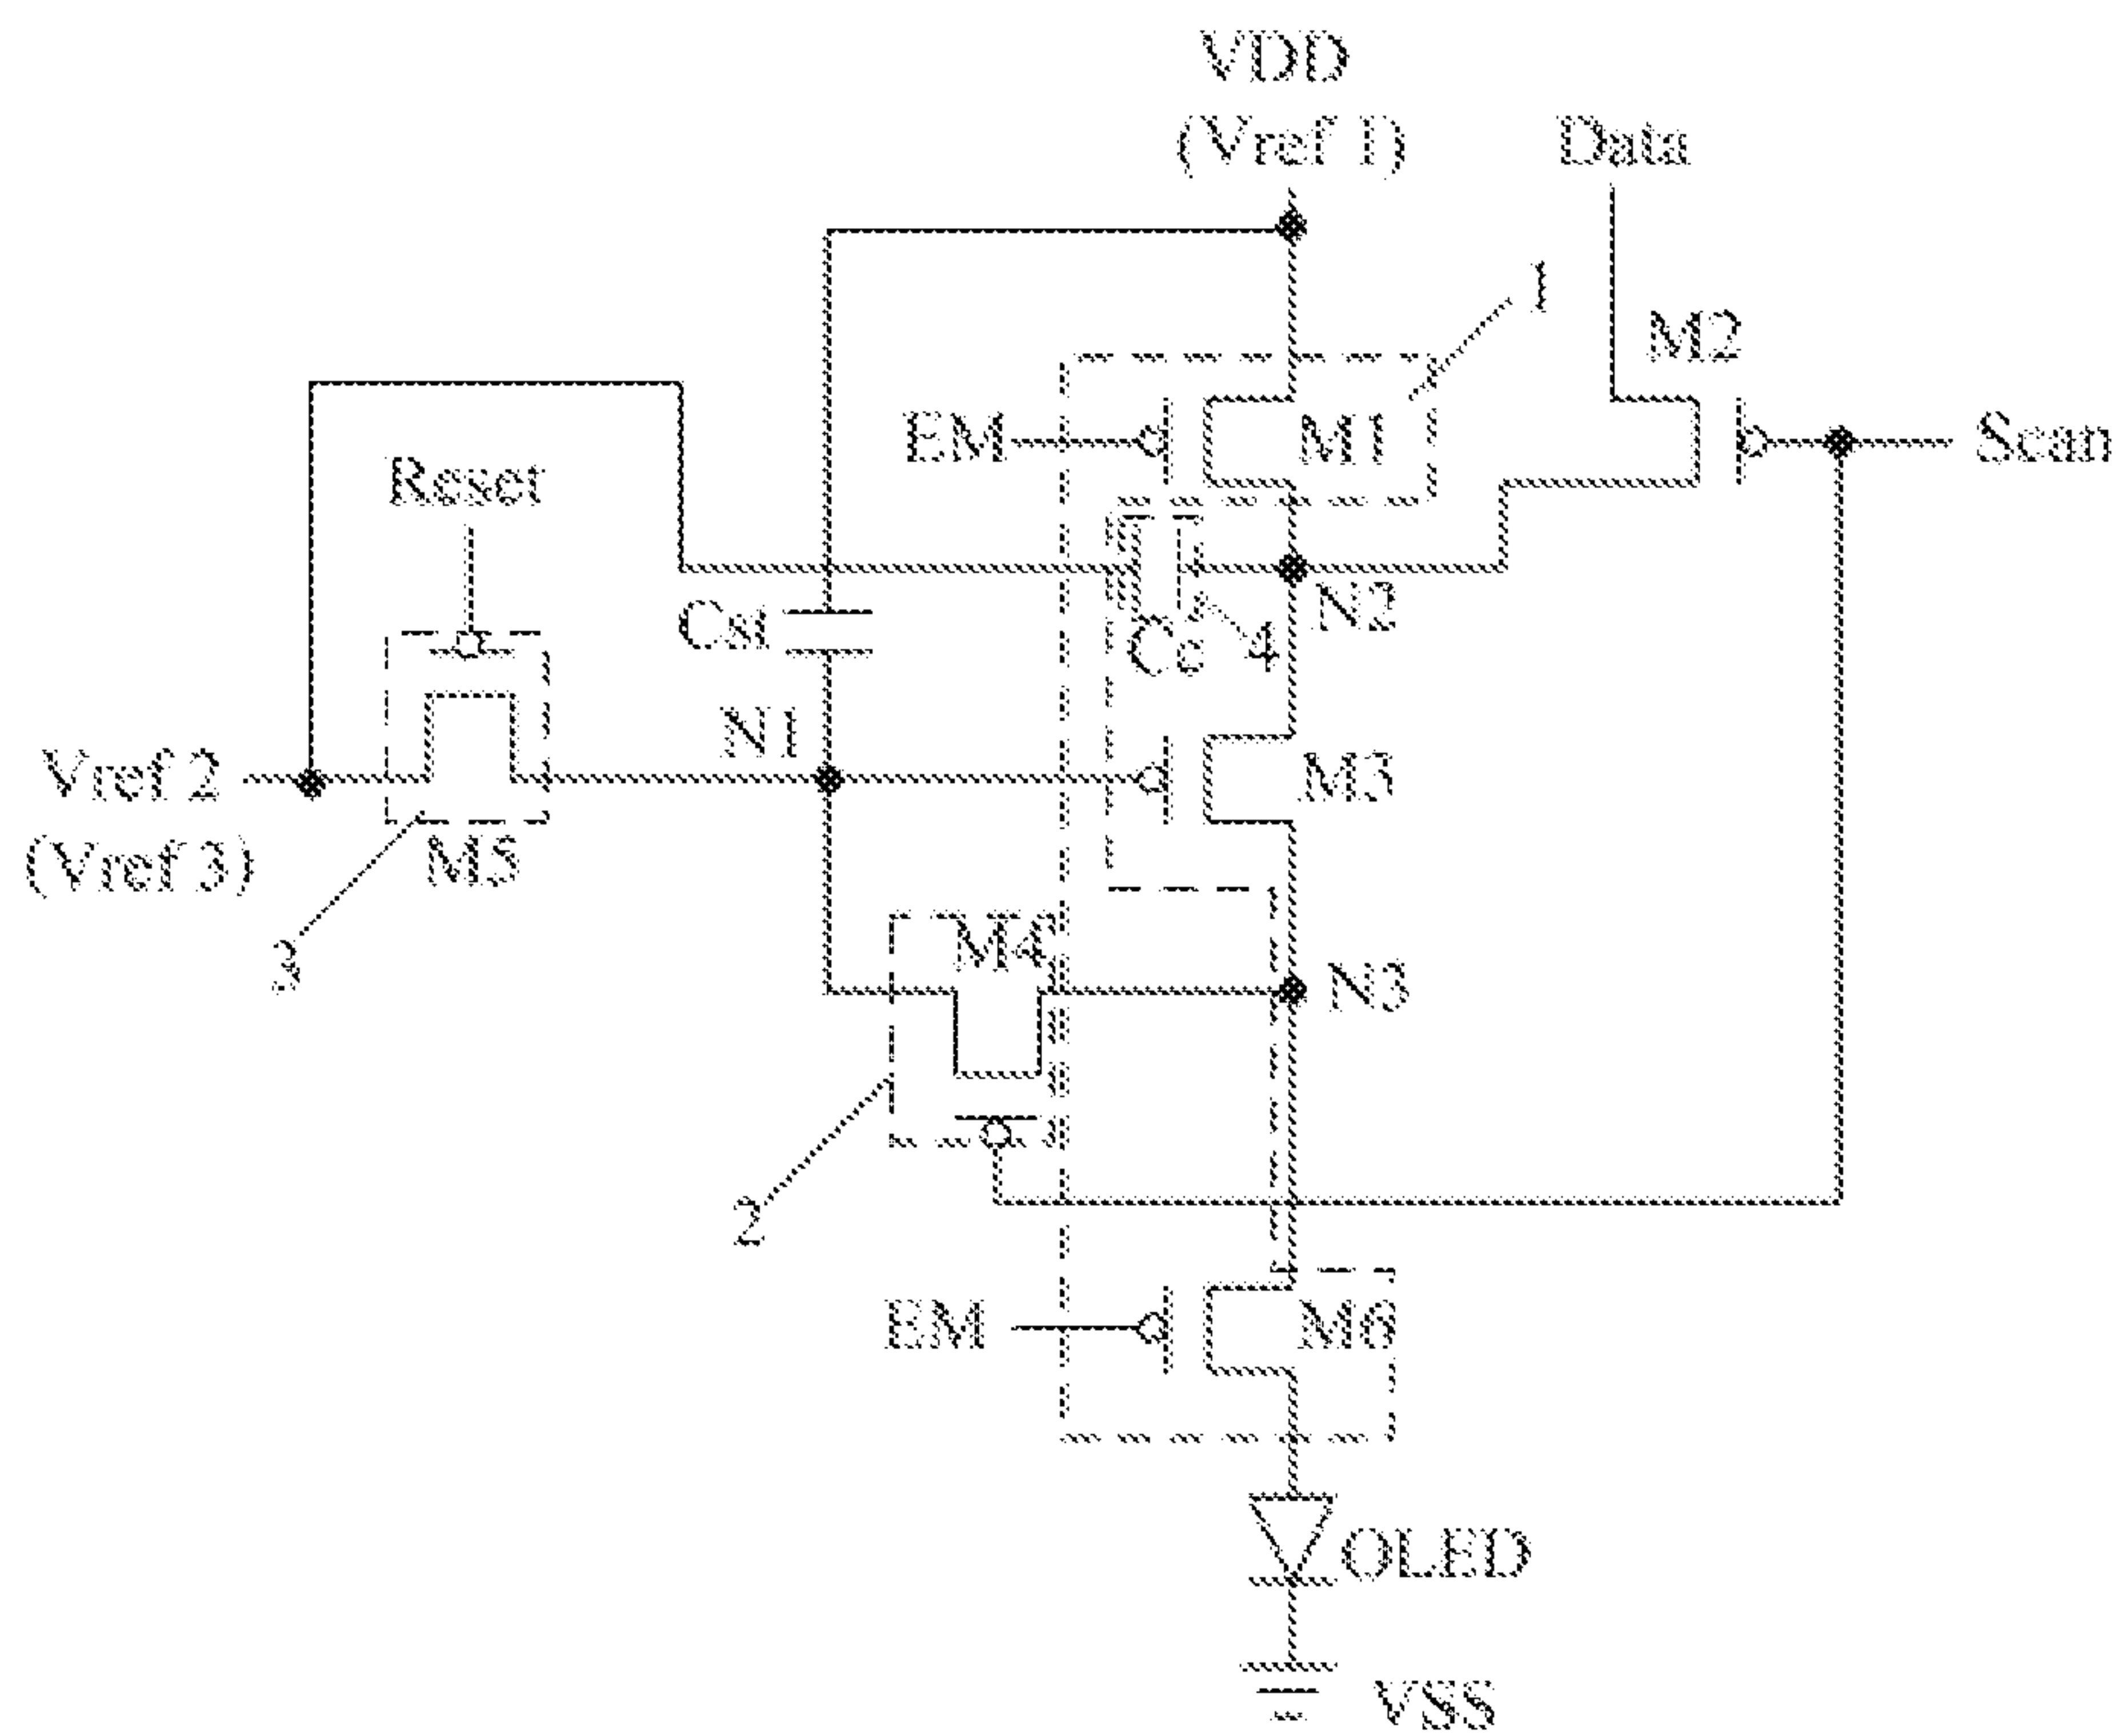 VDD
(Vref 1)
Data
1
M2
EM
M1
Scan
Reset
Cst
Cc
4
N2
N1
Vref 2
(Vref 3)
M5
M3
3
M4
N3
2
EM
M6
OLED
VSS